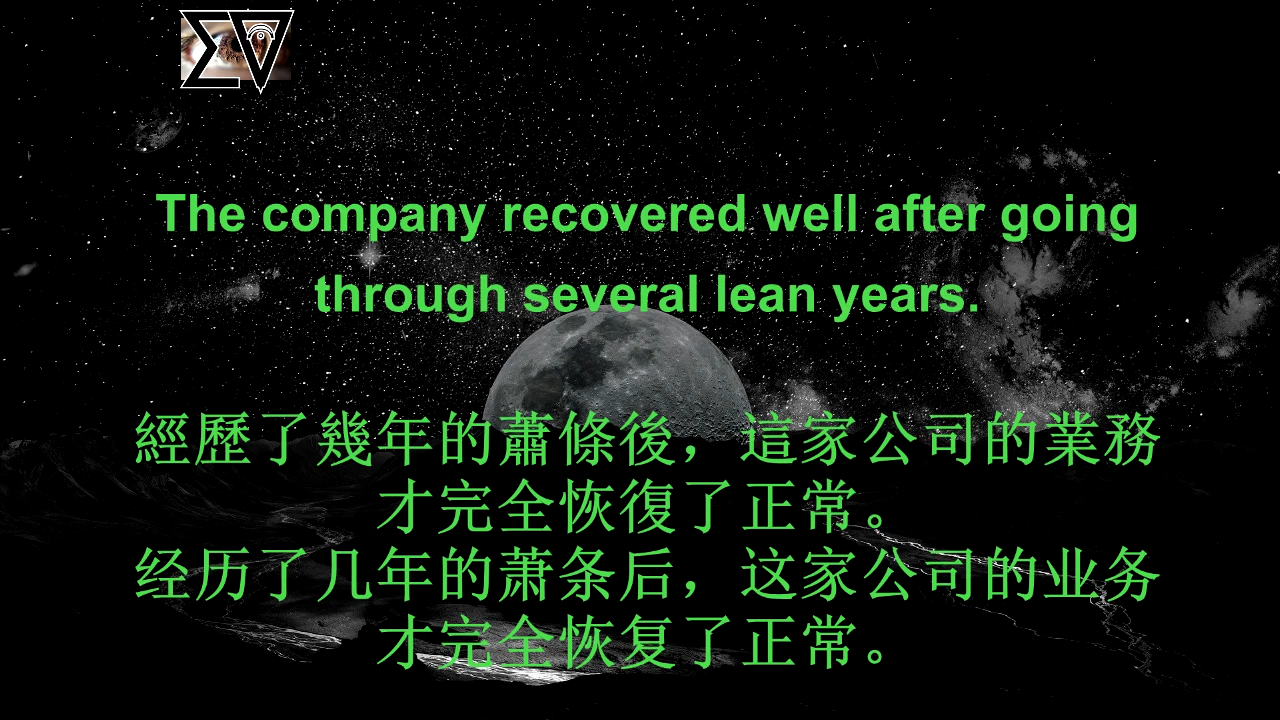 The company recovered well after going
through several lean years.
經歷了幾年的蕭條後，這家公司的業務
才完全恢復了正常。
经历了几年的萧条后，这家公司的业务
才完全恢复了正常。